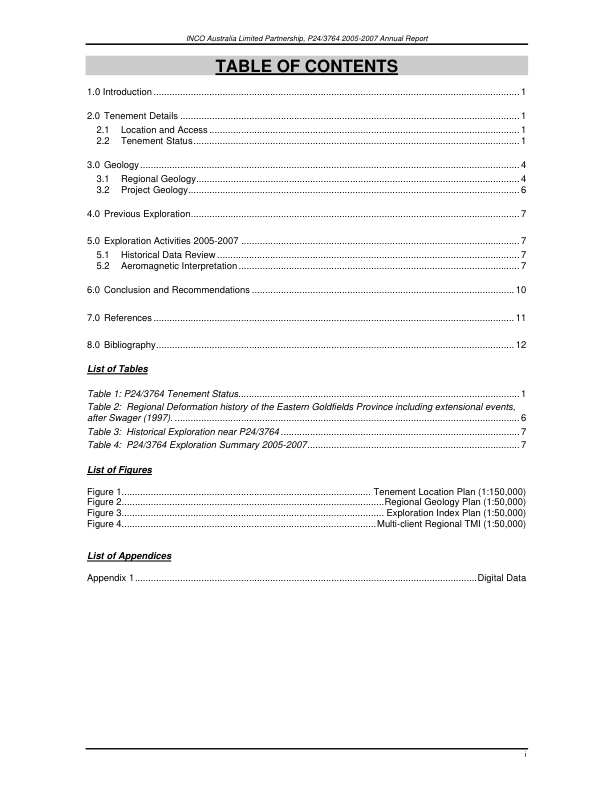 INCO Australia Limited Partnership, P24/3764 2005-2007 Annual Report
TABLE OF CONTENTS
1.0 Introduction ........ 1
2.0 Tenement Details ........ 1
2.1 Location and Access ........ 1
2.2 Tenement Status ........ 1
3.0 Geology ........ 4
3.1 Regional Geology ........ 4
3.2 Project Geology ........ 6
4.0 Previous Exploration ........ 7
5.0 Exploration Activities 2005-2007 ........ 7
5.1 Historical Data Review ........ 7
5.2 Aeromagnetic Interpretation ........ 7
6.0 Conclusion and Recommendations ........ 10
7.0 References ........ 11
8.0 Bibliography ........ 12
List of Tables
Table 1: P24/3764 Tenement Status ........ 1
Table 2: Regional Deformation history of the Eastern Goldfields Province including extensional events,
after Swager (1997). ........ 6
Table 3: Historical Exploration near P24/3764 ........ 7
Table 4: P24/3764 Exploration Summary 2005-2007 ........ 7
List of Figures
Figure 1 ........ Tenement Location Plan (1:150,000)
Figure 2 ........ Regional Geology Plan (1:50,000)
Figure 3 ........ Exploration Index Plan (1:50,000)
Figure 4 ........ Multi-client Regional TMI (1:50,000)
List of Appendices
Appendix 1 ........ Digital Data
i